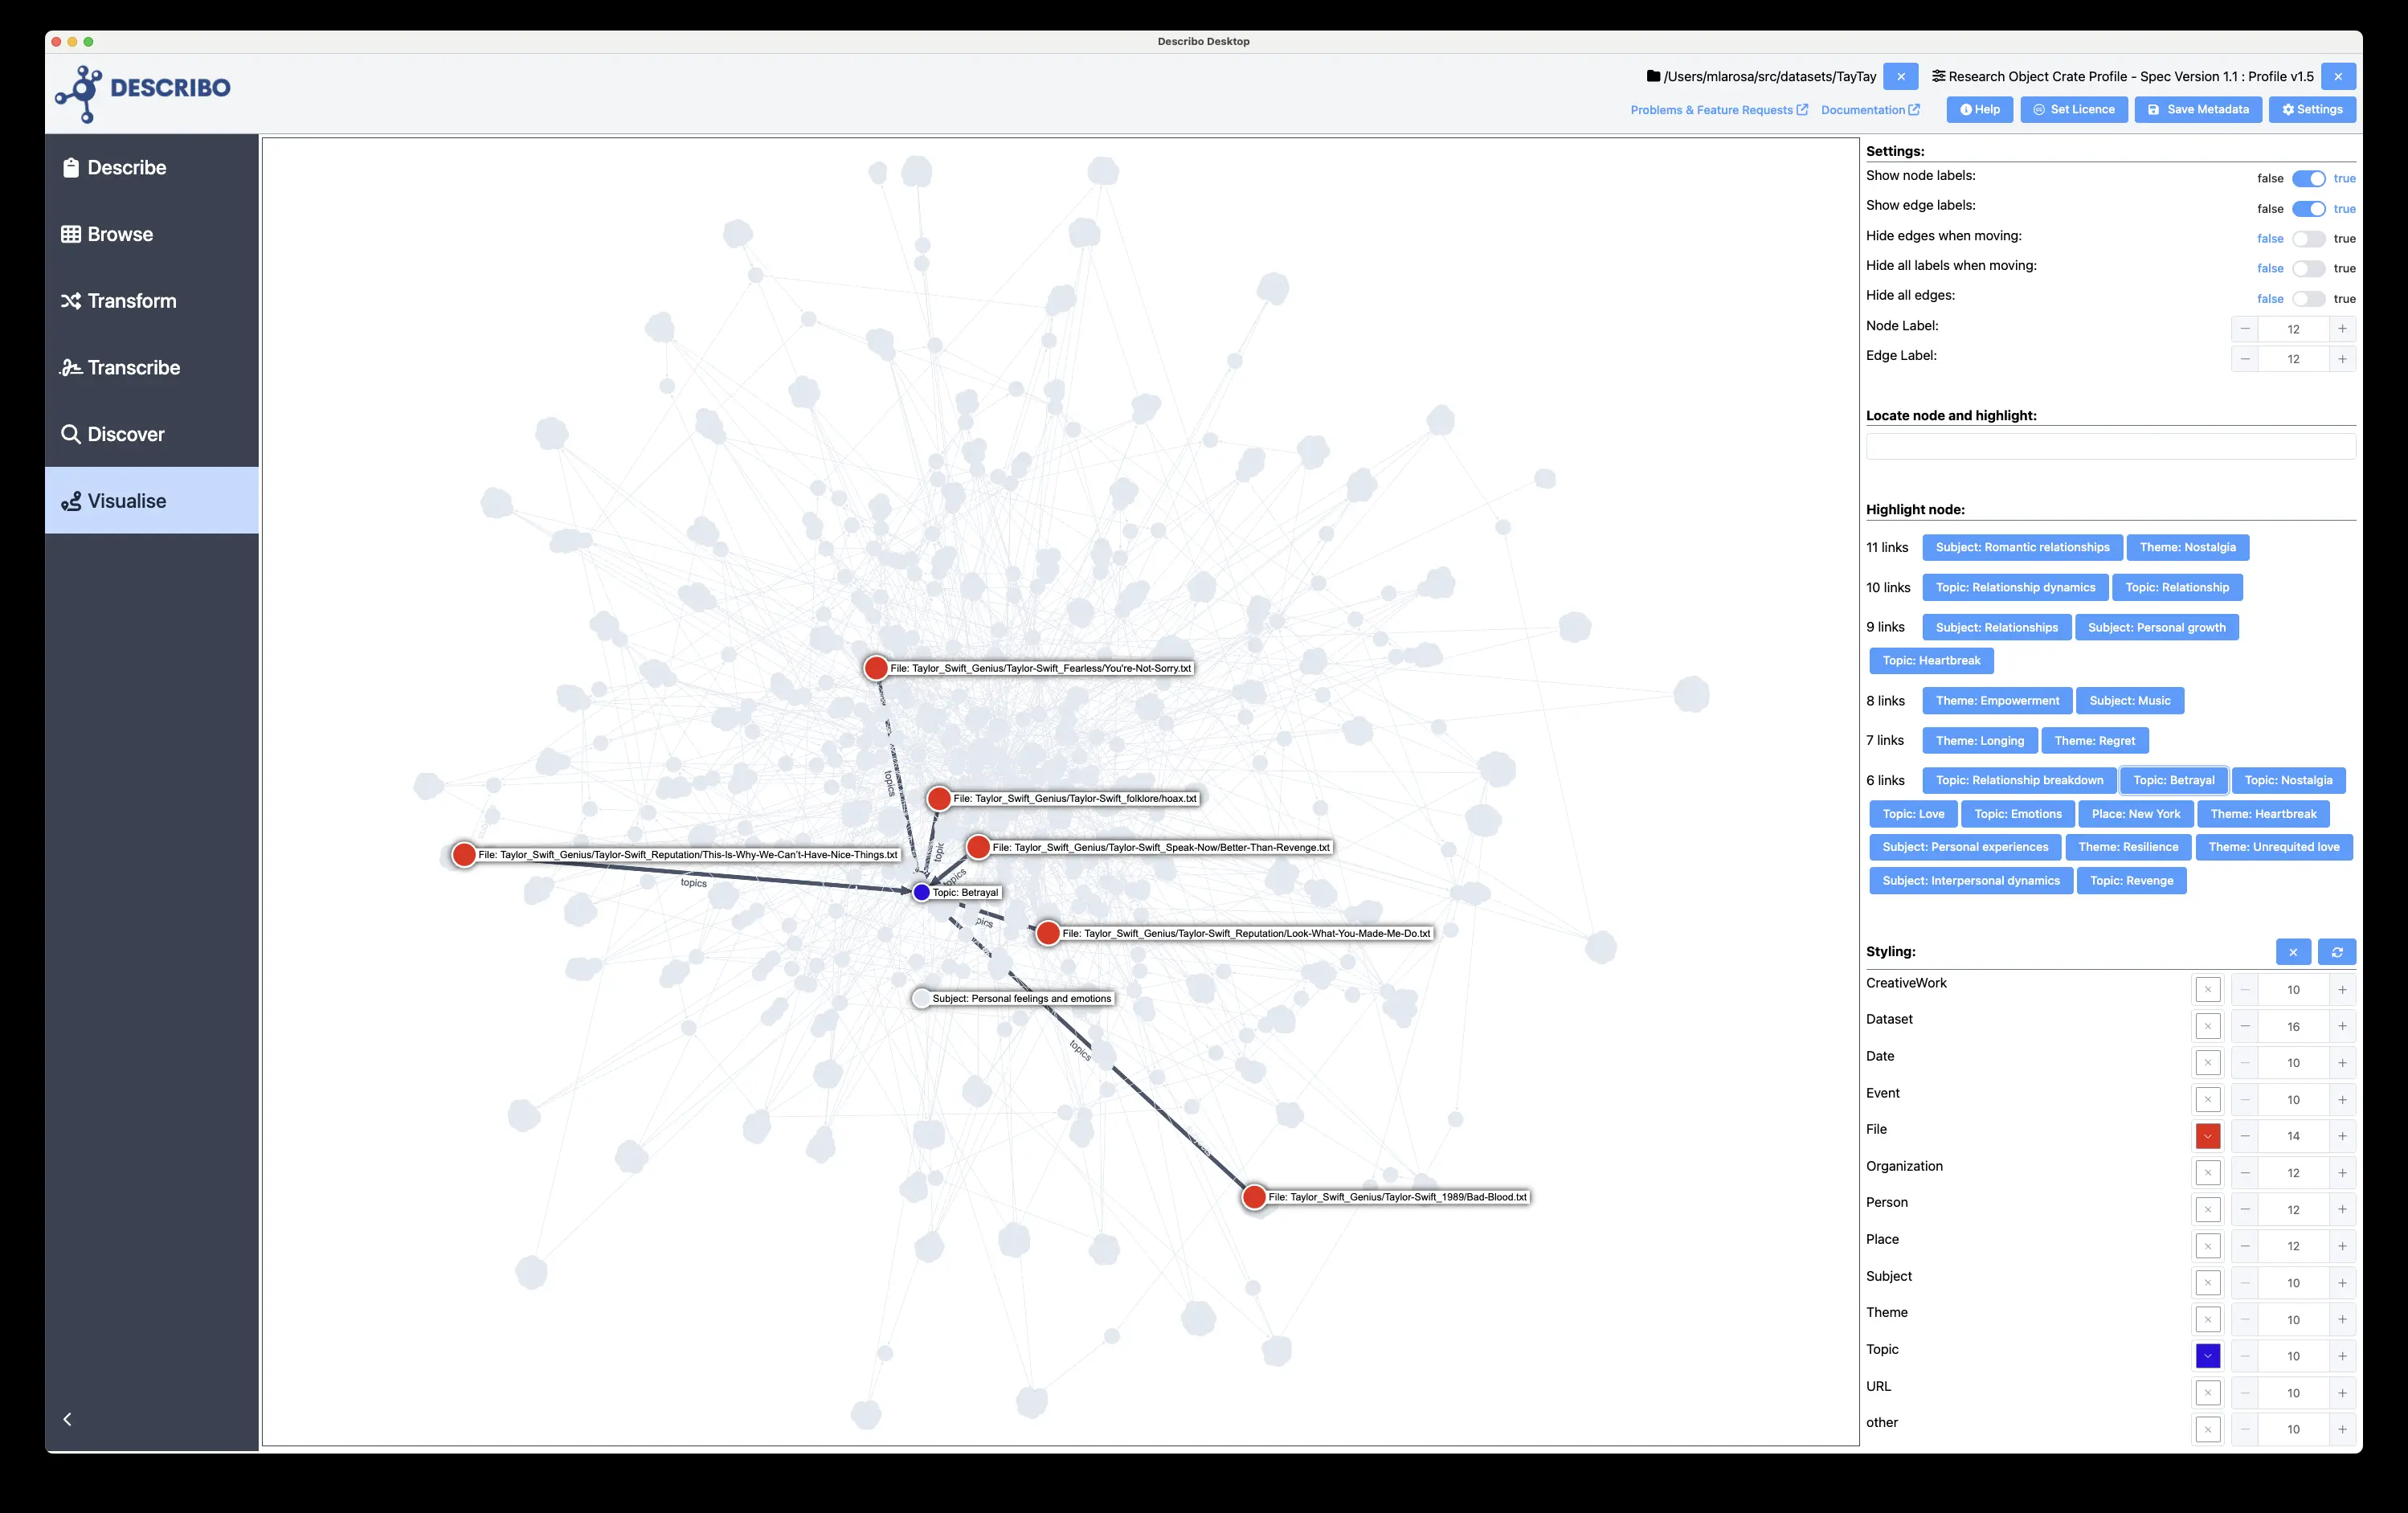 Describo Desktop
DESCRIBO
/Users/mlarosa/src/datasets/TayTay
Research Object Crate Profile - Spec Version 1.1 : Profile v1.5
Problems & Feature Requests
Documentation
Help
Set Licence
Save Metadata
Settings
Describe
Browse
Transform
Transcribe
Discover
Visualise
File: Taylor_Swift_Genius/Taylor-Swift_Fearless/You're-Not-Sorry.txt
topics
File: Taylor_Swift_Genius/Taylor-Swift_folklore/hoax.txt
topic
File: Taylor_Swift_Genius/Taylor-Swift_Speak-Now/Better-Than-Revenge.txt
File: Taylor_Swift_Genius/Taylor-Swift_Reputation/This-Is-Why-We-Can't-Have-Nice-Things.txt
topics
opics
Topic: Betrayal
pics
File: Taylor_Swift_Genius/Taylor-Swift_Reputation/Look-What-You-Made-Me-Do.txt
Subject: Personal feelings and emotions
topics
File: Taylor_Swift_Genius/Taylor-Swift_1989/Bad-Blood.txt
Settings:
Show node labels: false true
Show edge labels: false true
Hide edges when moving: false true
Hide all labels when moving: false true
Hide all edges: false true
Node Label: 12
Edge Label: 12
Locate node and highlight:
Highlight node:
11 links Subject: Romantic relationships Theme: Nostalgia
10 links Topic: Relationship dynamics Topic: Relationship
9 links Subject: Relationships Subject: Personal growth
Topic: Heartbreak
8 links Theme: Empowerment Subject: Music
7 links Theme: Longing Theme: Regret
6 links Topic: Relationship breakdown Topic: Betrayal Topic: Nostalgia
Topic: Love Topic: Emotions Place: New York Theme: Heartbreak
Subject: Personal experiences Theme: Resilience Theme: Unrequited love
Subject: Interpersonal dynamics Topic: Revenge
Styling:
CreativeWork 10
Dataset 16
Date 10
Event 10
File 14
Organization 12
Person 12
Place 12
Subject 10
Theme 10
Topic 10
URL 10
other 10